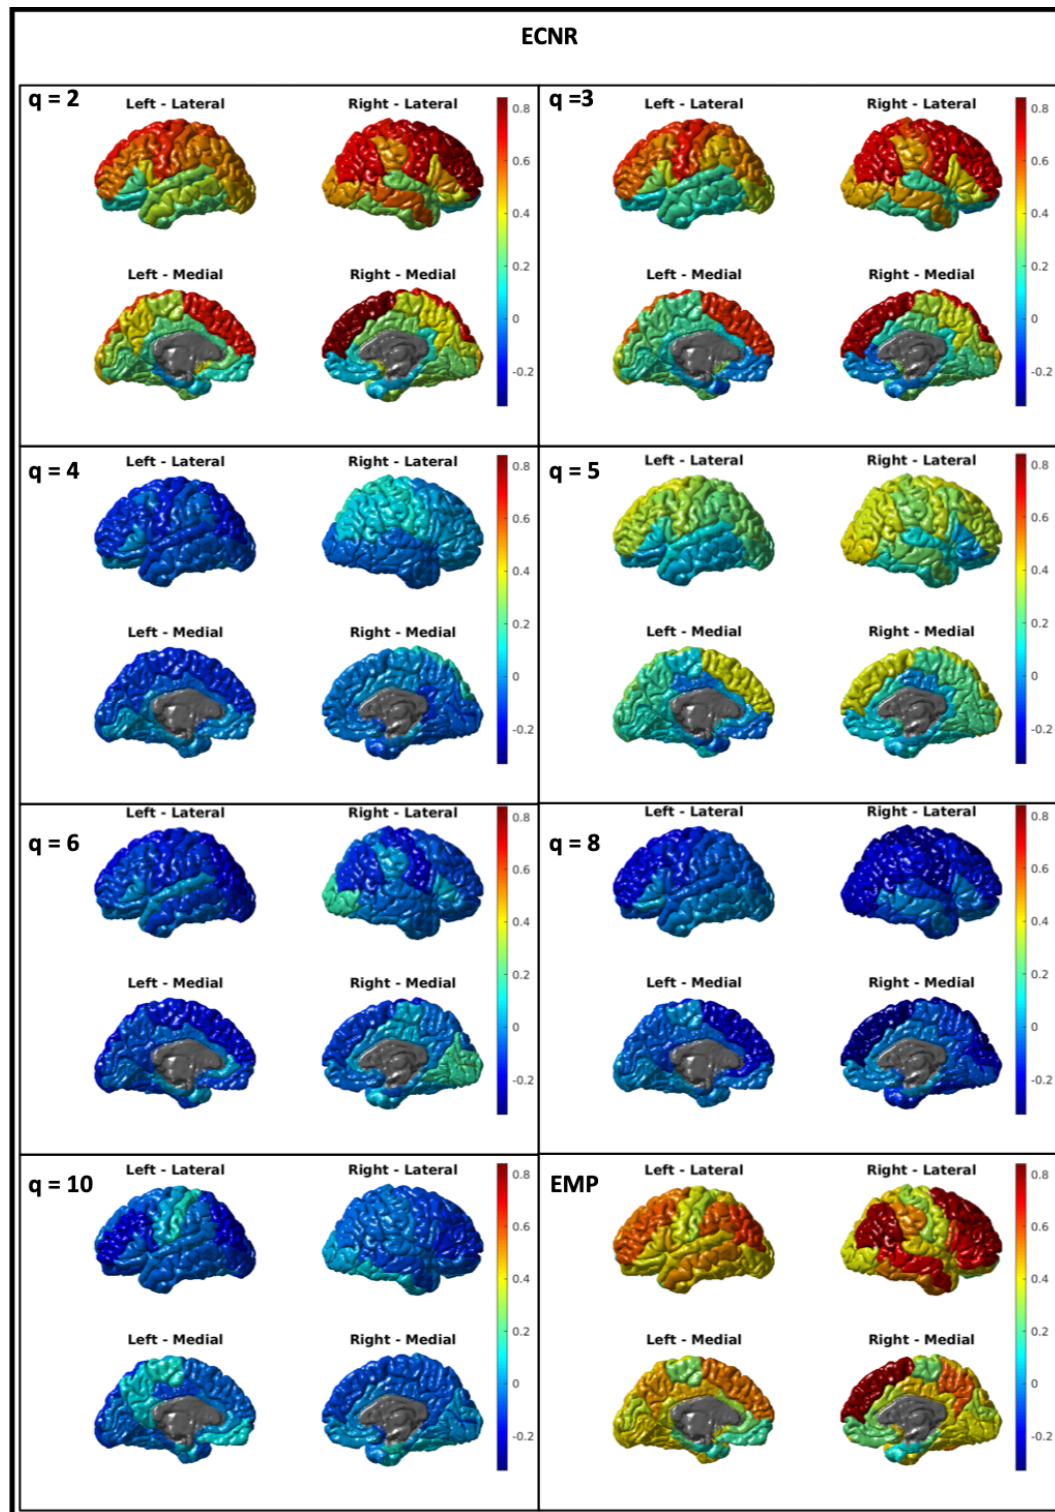 ECNR
q = 2
Left - Lateral
Right - Lateral
0.8
0.6
0.4
0.2
0
-0.2
Left - Medial
Right - Medial
q =3
Left - Lateral
Right - Lateral
0.8
0.6
0.4
0.2
0
-0.2
Left - Medial
Right - Medial
q = 4
Left - Lateral
Right - Lateral
0.8
0.6
0.4
0.2
0
-0.2
Left - Medial
Right - Medial
q = 5
Left - Lateral
Right - Lateral
0.8
0.6
0.4
0.2
0
-0.2
Left - Medial
Right - Medial
q = 6
Left - Lateral
Right - Lateral
0.8
0.6
0.4
0.2
0
-0.2
Left - Medial
Right - Medial
q = 8
Left - Lateral
Right - Lateral
0.8
0.6
0.4
0.2
0
-0.2
Left - Medial
Right - Medial
q = 10
Left - Lateral
Right - Lateral
0.8
0.6
0.4
0.2
0
-0.2
Left - Medial
Right - Medial
EMP
Left - Lateral
Right - Lateral
0.8
0.6
0.4
0.2
0
-0.2
Left - Medial
Right - Medial